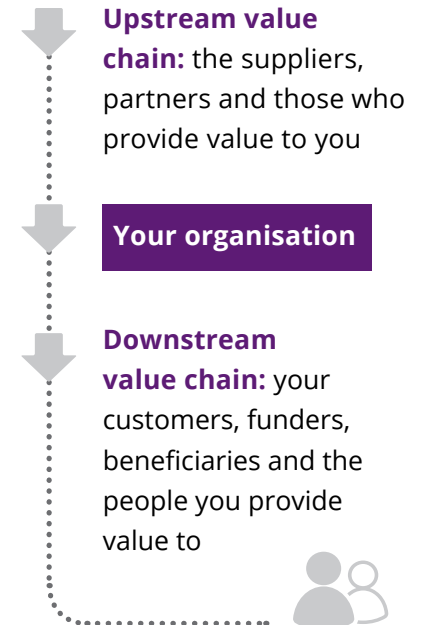 Upstream value
chain: the suppliers,
partners and those who
provide value to you
Your organisation
Downstream
value chain: your
customers, funders,
beneficiaries and the
people you provide
value to